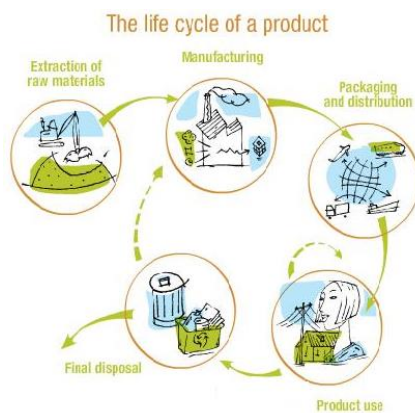 The life cycle of a product
Manufacturing
Extraction of
raw materials
Packaging
and distribution
Final disposal
Product use